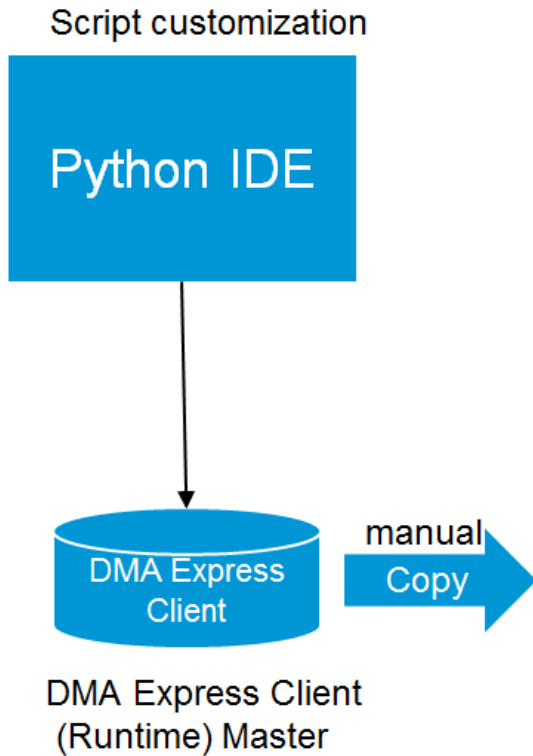 Script customization
Python IDE
DMA Express
Client
manual
Copy
DMA Express Client
(Runtime) Master